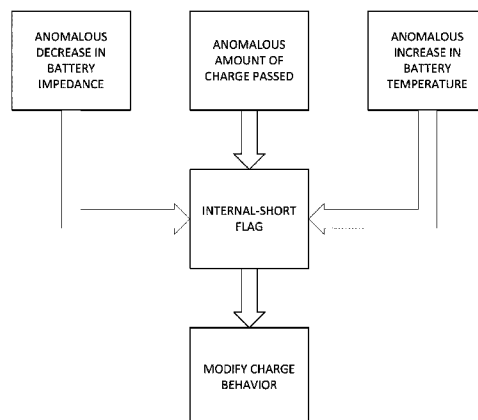 ANOMALOUS
DECREASE IN
BATTERY
IMPEDANCE
ANOMALOUS
AMOUNT OF
CHARGE PASSED
ANOMALOUS
INCREASE IN
BATTERY
TEMPERATURE
INTERNAL-SHORT
FLAG
MODIFY CHARGE
BEHAVIOR